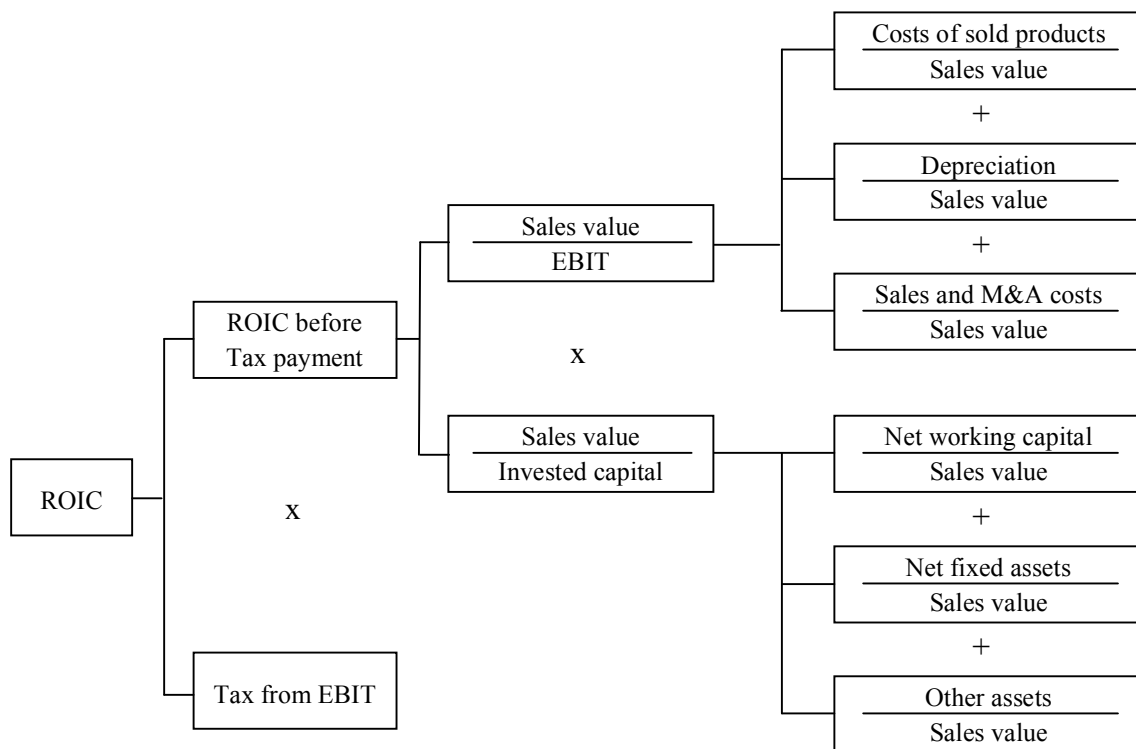 Costs of sold products
Sales value
+
Depreciation
Sales value
+
Sales and M&A costs
Sales value
Sales value
EBIT
x
Sales value
Invested capital
ROIC before
Tax payment
x
Tax from EBIT
ROIC
Net working capital
Sales value
+
Net fixed assets
Sales value
+
Other assets
Sales value